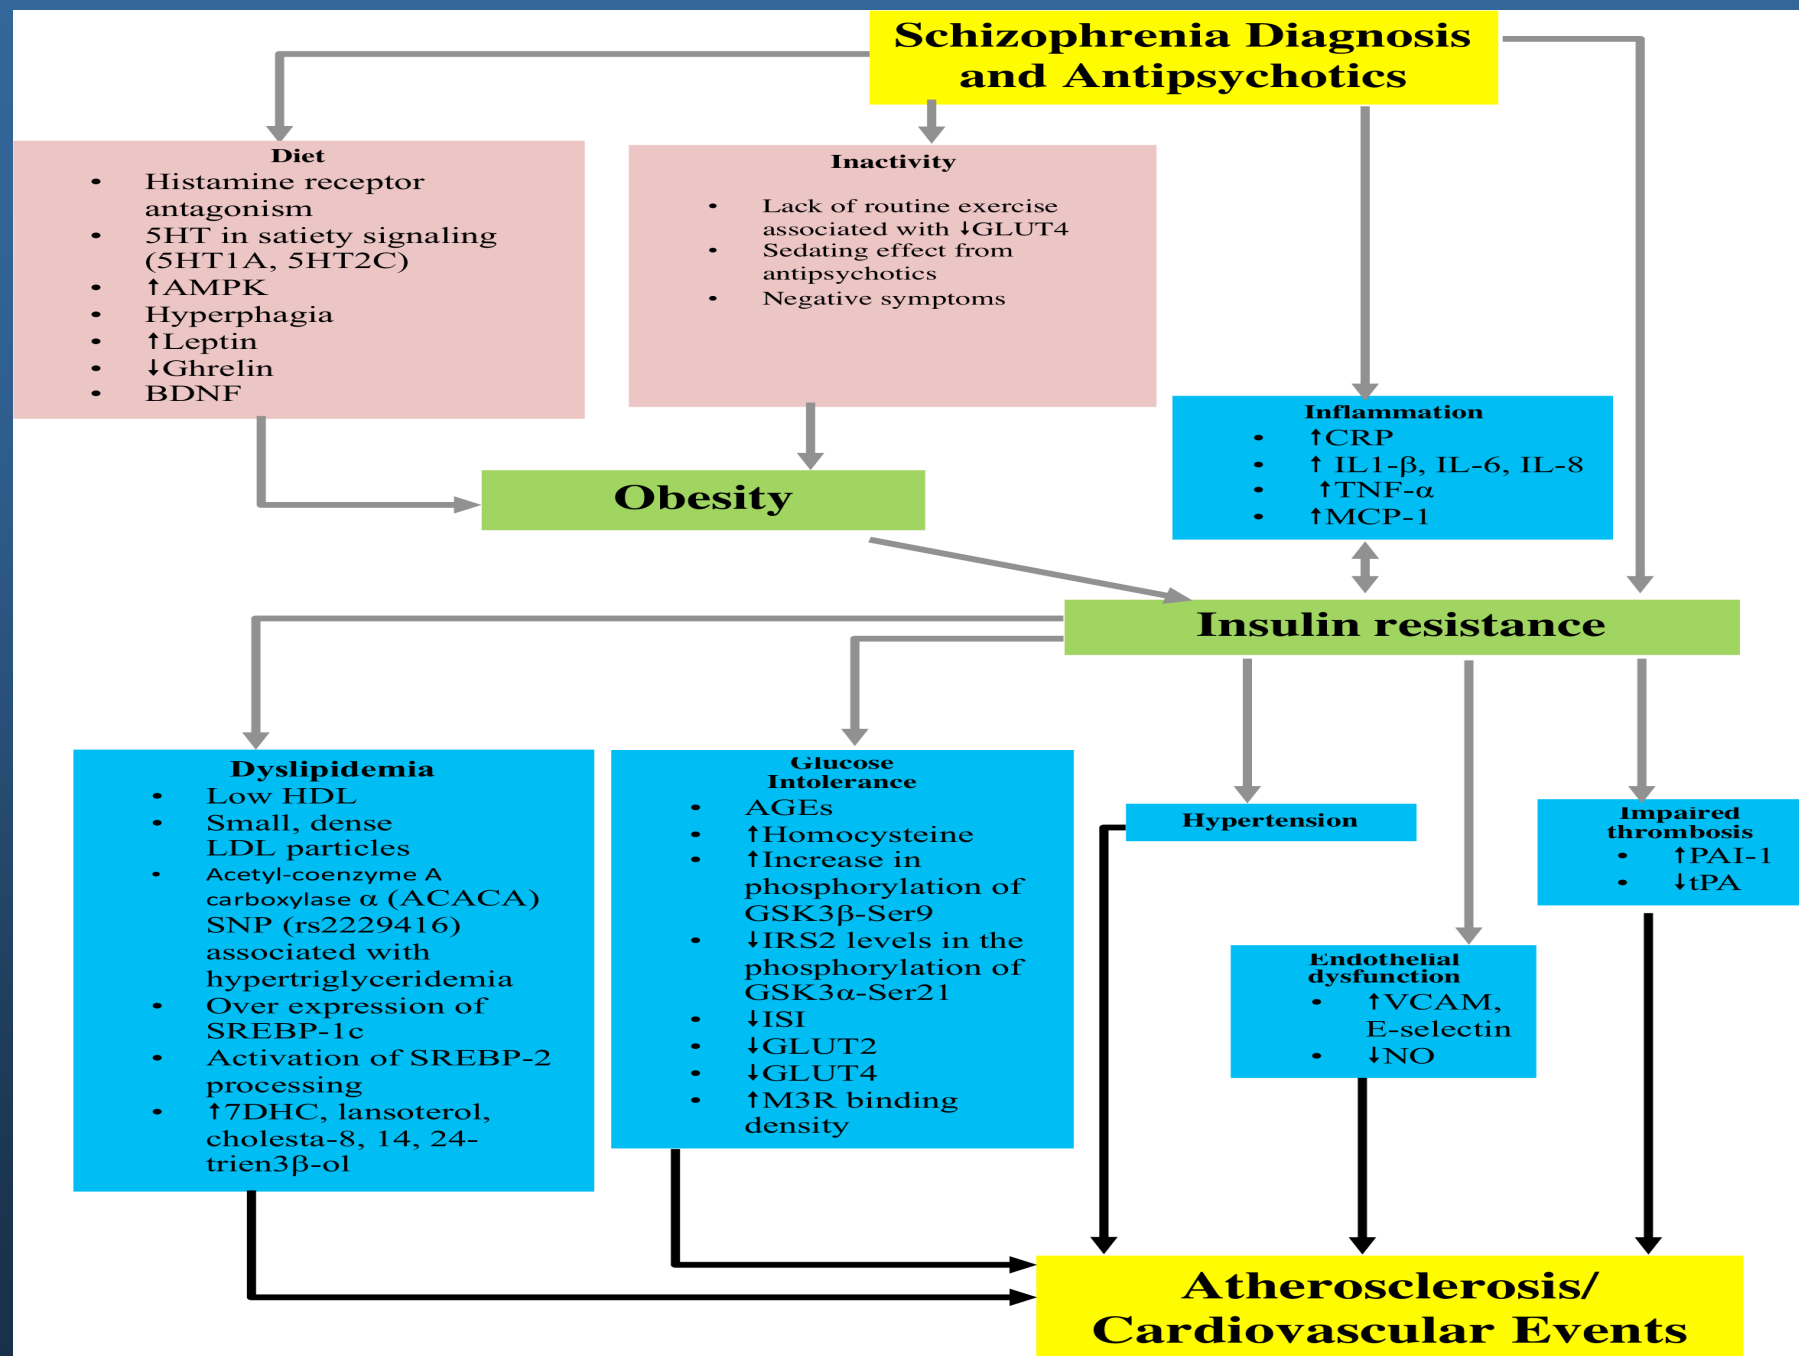 Schizophrenia Diagnosis
and Antipsychotics
Diet
• Histamine receptor
antagonism
• 5HT in satiety signaling
(5HT1A, 5HT2C)
• ↑AMPK
• Hyperphagia
• ↑Leptin
• ↓Ghrelin
• BDNF
Inactivity
• Lack of routine exercise
associated with ↓GLUT4
• Sedating effect from
antipsychotics
• Negative symptoms
Inflammation
• ↑CRP
• ↑ IL1-β, IL-6, IL-8
• ↑TNF-α
• ↑MCP-1
Obesity
Insulin resistance
Dyslipidemia
• Low HDL
• Small, dense
LDL particles
• Acetyl-coenzyme A
carboxylase α (ACACA)
SNP (rs2229416)
associated with
hypertriglyceridemia
• Over expression of
SREBP-1c
• Activation of SREBP-2
processing
• ↑7DHC, lansoterol,
cholesta-8, 14, 24-
trien3β-ol
Glucose
Intolerance
• AGEs
• ↑Homocysteine
• ↑Increase in
phosphorylation of
GSK3β-Ser9
• ↓IRS2 levels in the
phosphorylation of
GSK3α-Ser21
• ↓ISI
• ↓GLUT2
• ↓GLUT4
• ↑M3R binding
density
Hypertension
Endothelial
dysfunction
• ↑VCAM,
E-selectin
• ↓NO
Impaired
thrombosis
• ↑PAI-1
• ↓tPA
Atherosclerosis/
Cardiovascular Events